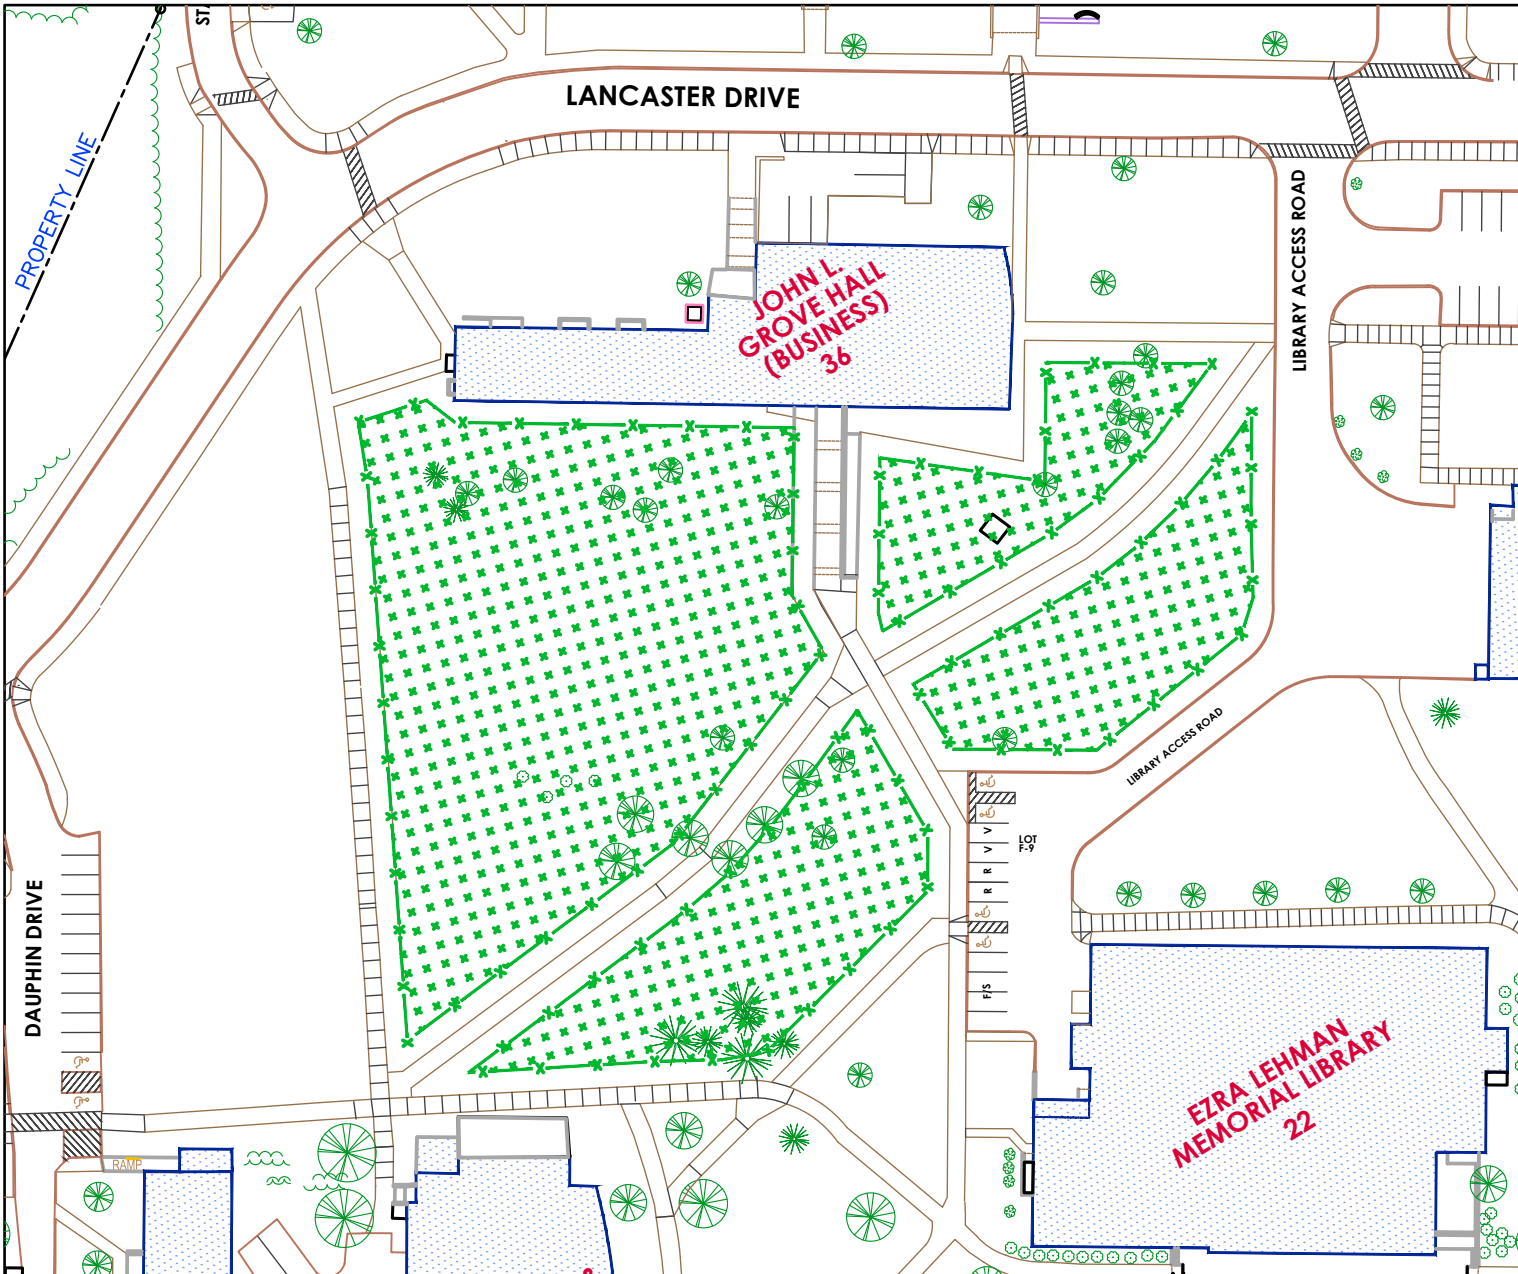 STA
LANCASTER DRIVE
PROPERTY LINE
LIBRARY ACCESS ROAD
JOHN L.
GROVE HALL
(BUSINESS)
36
LIBRARY ACCESS ROAD
V
V
R
R
LOT
F-9
F/S
DAUPHIN DRIVE
RAMP
EZRA LEHMAN
MEMORIAL LIBRARY
22